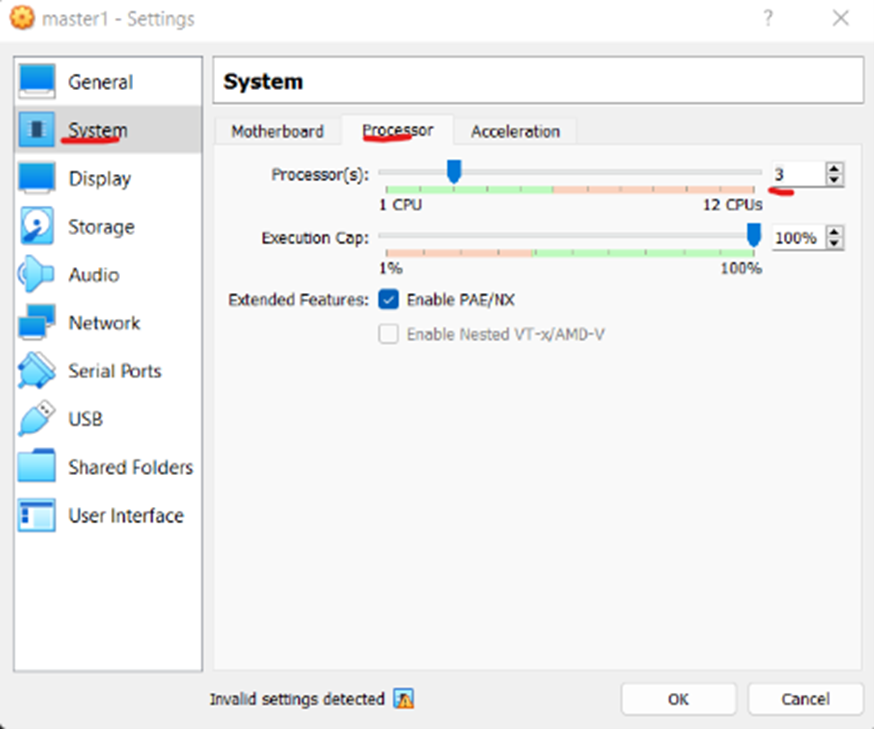 master1 - Settings
?
General
System
Display
Storage
Audio
Network
Serial Ports
USB
Shared Folders
User Interface
System
Motherboard Processor Acceleration
Processor(s): 3
1 CPU 12 CPUs
Execution Cap: 100%
1% 100%
Extended Features: Enable PAE/NX
Enable Nested VT-x/AMD-V
Invalid settings detected OK Cancel